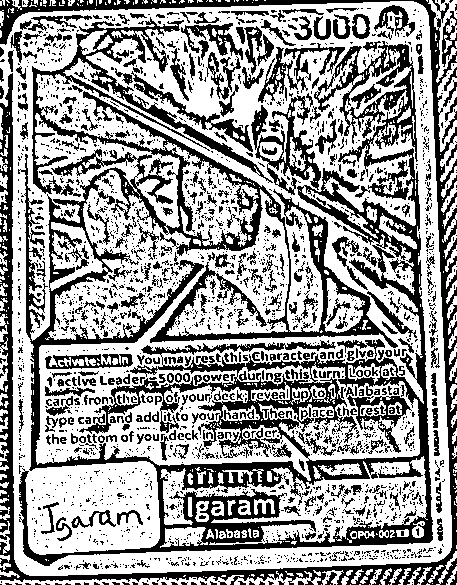 3000
Activate:Main You may rest this Character and give your
1 active Leader -5000 power during this turn: Look at 5
cards from the top of your deck; reveal up to 1 [Alabasta]
type card and add it to your hand. Then, place the rest at
the bottom of your deck in any order.
CHARACTER
Igaram
Alabasta
OP04-002
Igaram